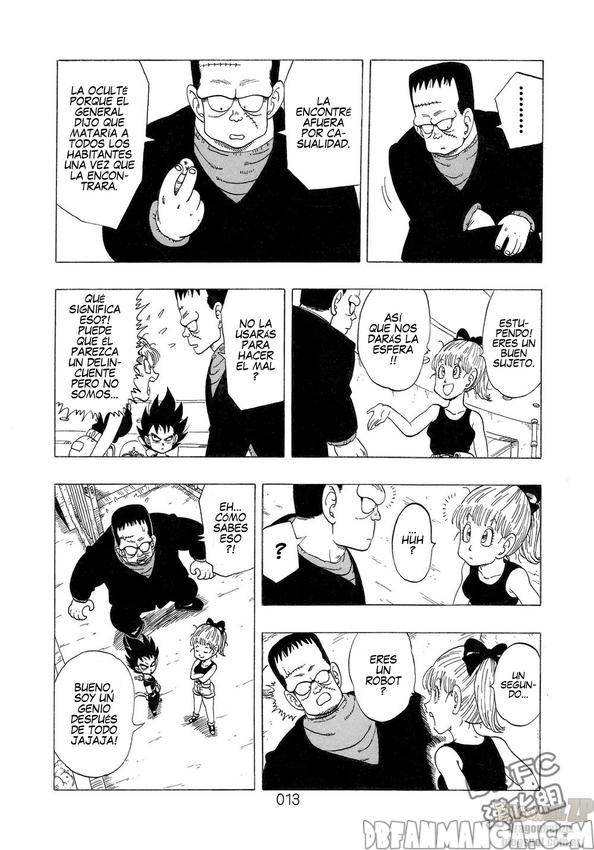 .......
LA
ENCONTRÉ
AFUERA
POR CA-
SUALIDAD.
LA OCULTÉ
PORQUE EL
GENERAL
DIJO QUE
MATARÍA A
TODOS LOS
HABITANTES
UNA VEZ QUE
LA ENCON-
TRARA.
ESTU-
PENDO!
ERES UN
BUEN
SUJETO.
ASÍ
QUE NOS
DARÁS LA
ESFERA!!
NO LA
USARÁS
PARA
HACER
EL MAL?
QUÉ
SIGNIFICA
ESO?!
PUEDE
QUE ÉL
PAREZCA
UN DELIN-
CUENTE
PERO NO
SOMOS...
HUH?
?
UN
SEGUN-
DO...
ERES
UN
ROBOT?
EH...
CÓMO
SABES
ESO
?!
BUENO,
SOY UN
GENIO
DESPUÉS
DE TODO
JAJAJA!
013
DBFANMANGA.COM